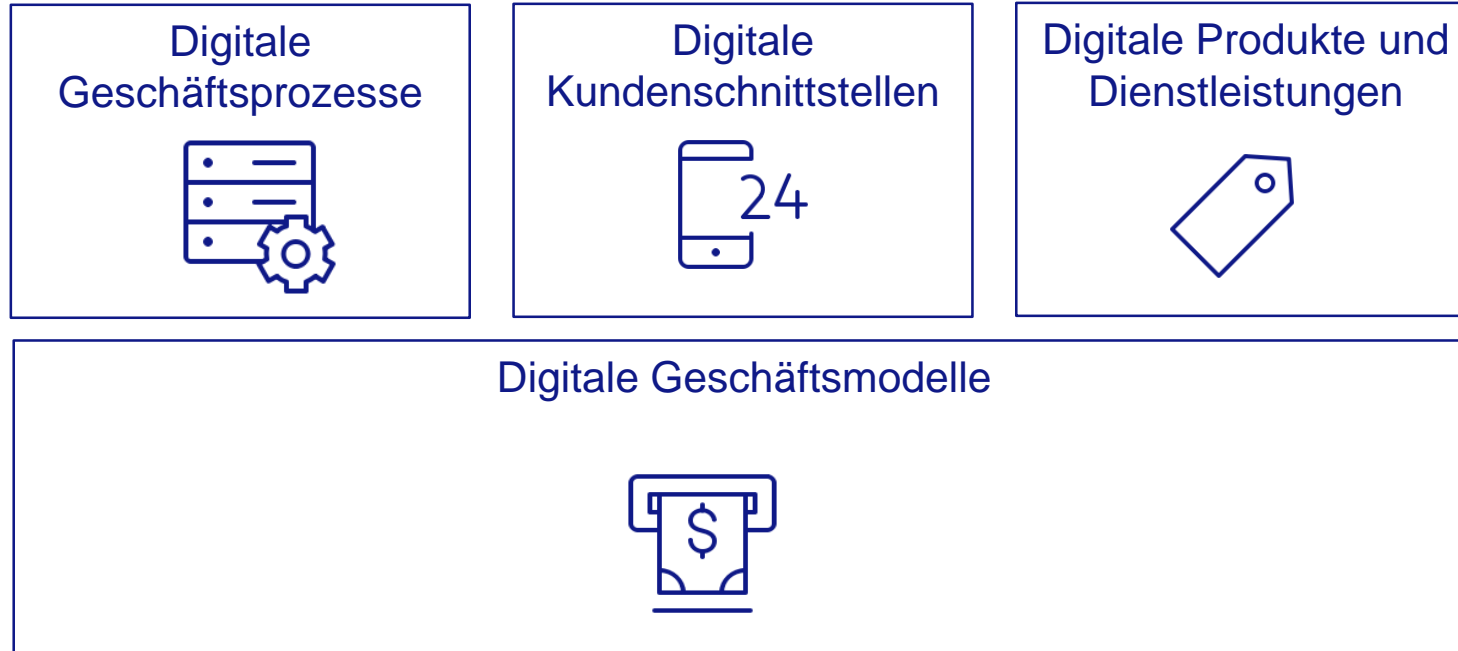 Digitale
Geschäftsprozesse
Digitale
Kundenschnittstellen
24
Digitale Produkte und
Dienstleistungen
Digitale Geschäftsmodelle
$